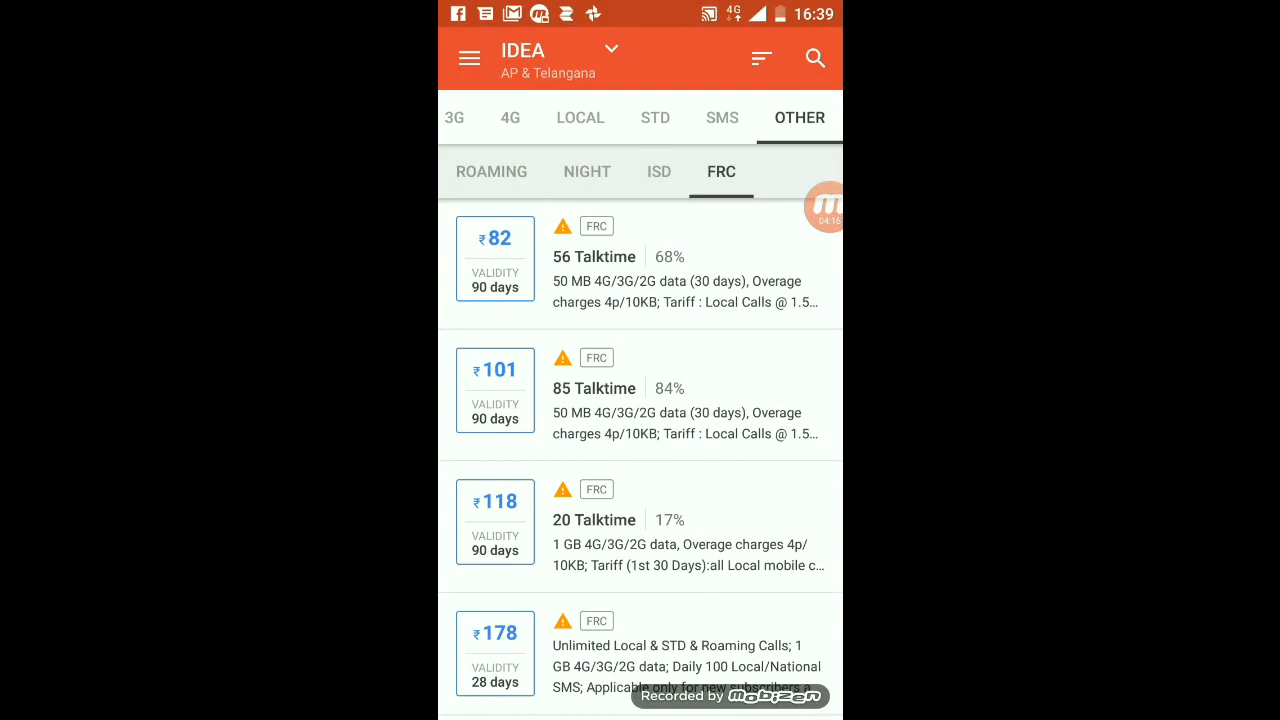 4G 16:39
IDEA
AP & Telangana
3G 4G LOCAL STD SMS OTHER
ROAMING NIGHT ISD FRC
04:16
₹82
VALIDITY
90 days
FRC
56 Talktime 68%
50 MB 4G/3G/2G data (30 days), Overage
charges 4p/10KB; Tariff : Local Calls @ 1.5...
₹101
VALIDITY
90 days
FRC
85 Talktime 84%
50 MB 4G/3G/2G data (30 days), Overage
charges 4p/10KB; Tariff : Local Calls @ 1.5...
₹118
VALIDITY
90 days
FRC
20 Talktime 17%
1 GB 4G/3G/2G data, Overage charges 4p/
10KB; Tariff (1st 30 Days):all Local mobile c...
₹178
VALIDITY
28 days
FRC
Unlimited Local & STD & Roaming Calls; 1
GB 4G/3G/2G data; Daily 100 Local/National
SMS; Applicable only for new subscribers a
Recorded by mobizen